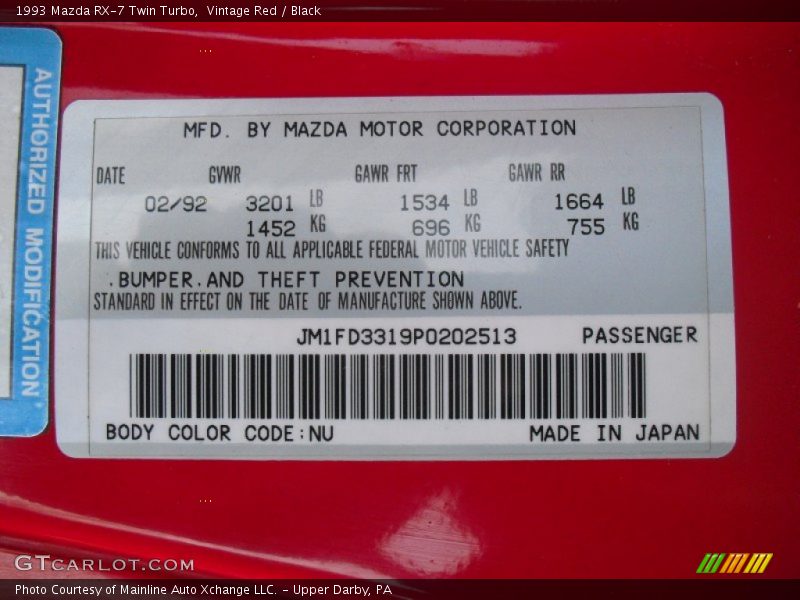 1993 Mazda RX-7 Twin Turbo,  Vintage Red / Black
AUTHORIZED MODIFICATION
MFD. BY MAZDA MOTOR CORPORATION
DATE GVWR GAWR FRT GAWR RR
02/92 3201 LB 1534 LB 1664 LB
1452 KG 696 KG 755 KG
THIS VEHICLE CONFORMS TO ALL APPLICABLE FEDERAL MOTOR VEHICLE SAFETY
.BUMPER.AND THEFT PREVENTION
STANDARD IN EFFECT ON THE DATE OF MANUFACTURE SHOWN ABOVE.
JM1FD3319P0202513 PASSENGER
BODY COLOR CODE:NU MADE IN JAPAN
GTCARLOT.COM
Photo Courtesy of Mainline Auto Xchange LLC. - Upper Darby, PA